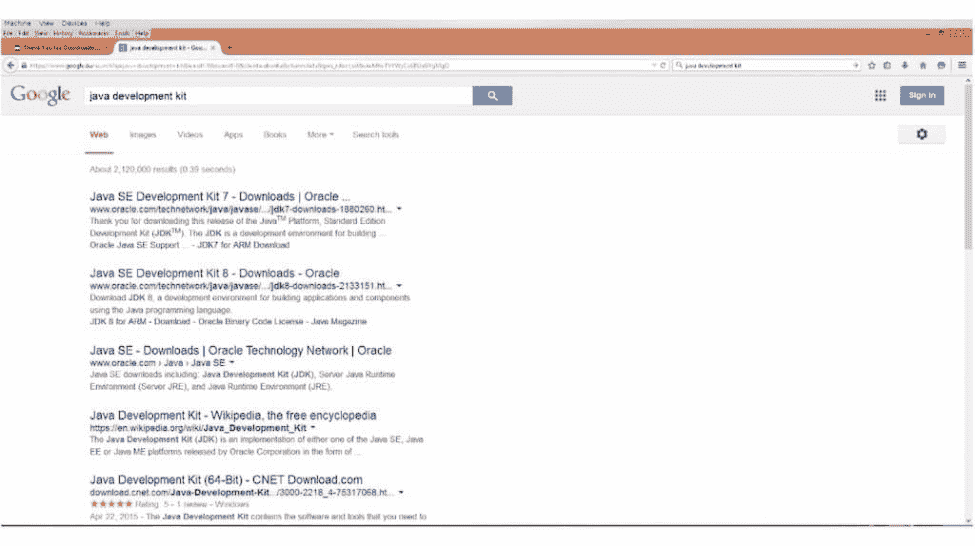 Machine View Devices Help
File Edit View History Bookmarks Tools Help
java development kit - Goo...
java development kit
Google
java development kit
Sign in
Web Images Videos Apps Books More Search tools
About 2,120,000 results (0.39 seconds)
Java SE Development Kit 7 - Downloads | Oracle ...
www.oracle.com/technetwork/java/javase/.../jdk7-downloads-1880260.ht...
Thank you for downloading this release of the Java™ Platform, Standard Edition
Development Kit (JDK™). The JDK is a development environment for building ...
Oracle Java SE Support ... - JDK7 for ARM Download
Java SE Development Kit 8 - Downloads - Oracle
www.oracle.com/technetwork/java/javase/.../jdk8-downloads-2133151.ht...
Download JDK 8, a development environment for building applications and components
using the Java programming language.
JDK 8 for ARM - Download - Oracle Binary Code License - Java Magazine
Java SE - Downloads | Oracle Technology Network | Oracle
www.oracle.com › Java › Java SE
Java SE downloads including: Java Development Kit (JDK), Server Java Runtime
Environment (Server JRE), and Java Runtime Environment (JRE).
Java Development Kit - Wikipedia, the free encyclopedia
https://en.wikipedia.org/wiki/Java_Development_Kit
The Java Development Kit (JDK) is an implementation of either one of the Java SE, Java
EE or Java ME platforms released by Oracle Corporation in the form of ...
Java Development Kit (64-Bit) - CNET Download.com
download.cnet.com/Java-Development-Kit.../3000-2218_4-75317068.ht...
Rating: 5 - 1 review - Windows
Apr 22, 2015 - The Java Development Kit contains the software and tools that you need to